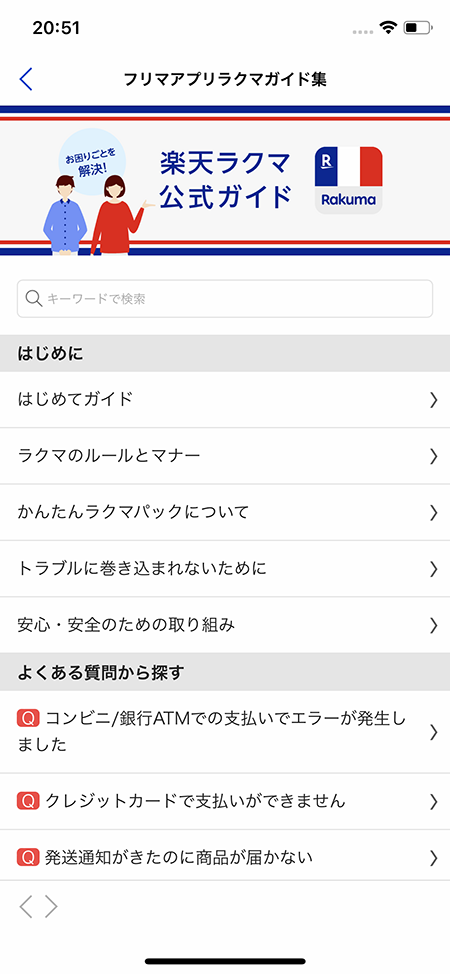 20:51
フリマアプリラクマガイド集
お困りごとを
解決!
楽天ラクマ
公式ガイド
R
Rakuma
キーワードで検索
はじめに
はじめてガイド
ラクマのルールとマナー
かんたんラクマパックについて
トラブルに巻き込まれないために
安心・安全のための取り組み
よくある質問から探す
Q コンビニ/銀行ATMでの支払いでエラーが発生し
ました
Q クレジットカードで支払いができません
Q 発送通知がきたのに商品が届かない